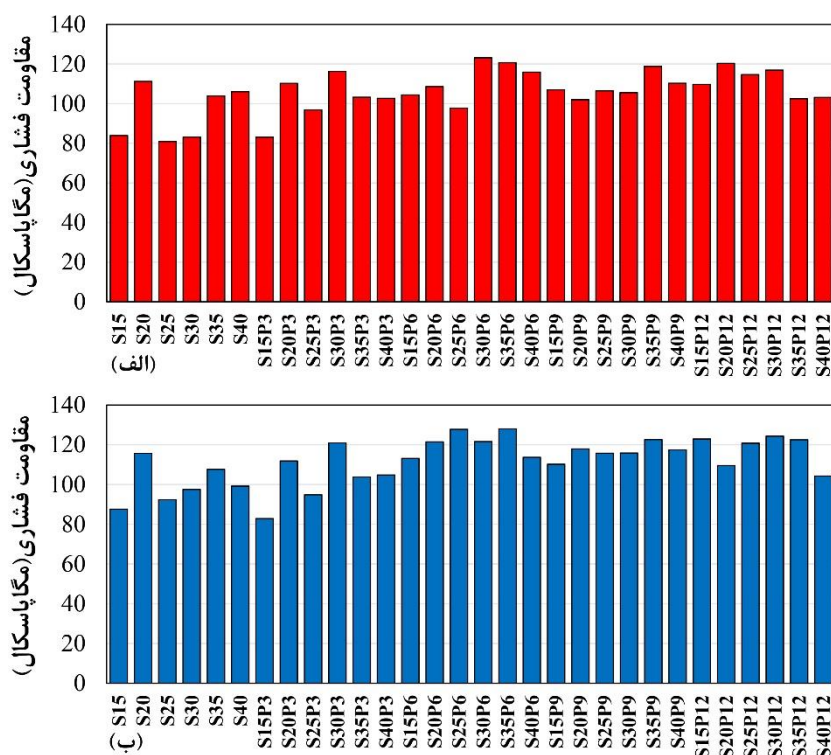 مقاومت فشاری(مگاپاسکال)
140
120
100
80
60
40
20
0
S15
S20
S25
S30
S35
S40
S15P3
S20P3
S25P3
S30P3
S35P3
S40P3
S15P6
S20P6
S25P6
S30P6
S35P6
S40P6
S15P9
S20P9
S25P9
S30P9
S35P9
S40P9
S15P12
S20P12
S25P12
S30P12
S35P12
S40P12
(الف)
مقاومت فشاری(مگاپاسکال)
140
120
100
80
60
40
20
0
S15
S20
S25
S30
S35
S40
S15P3
S20P3
S25P3
S30P3
S35P3
S40P3
S15P6
S20P6
S25P6
S30P6
S35P6
S40P6
S15P9
S20P9
S25P9
S30P9
S35P9
S40P9
S15P12
S20P12
S25P12
S30P12
S35P12
S40P12
(ب)